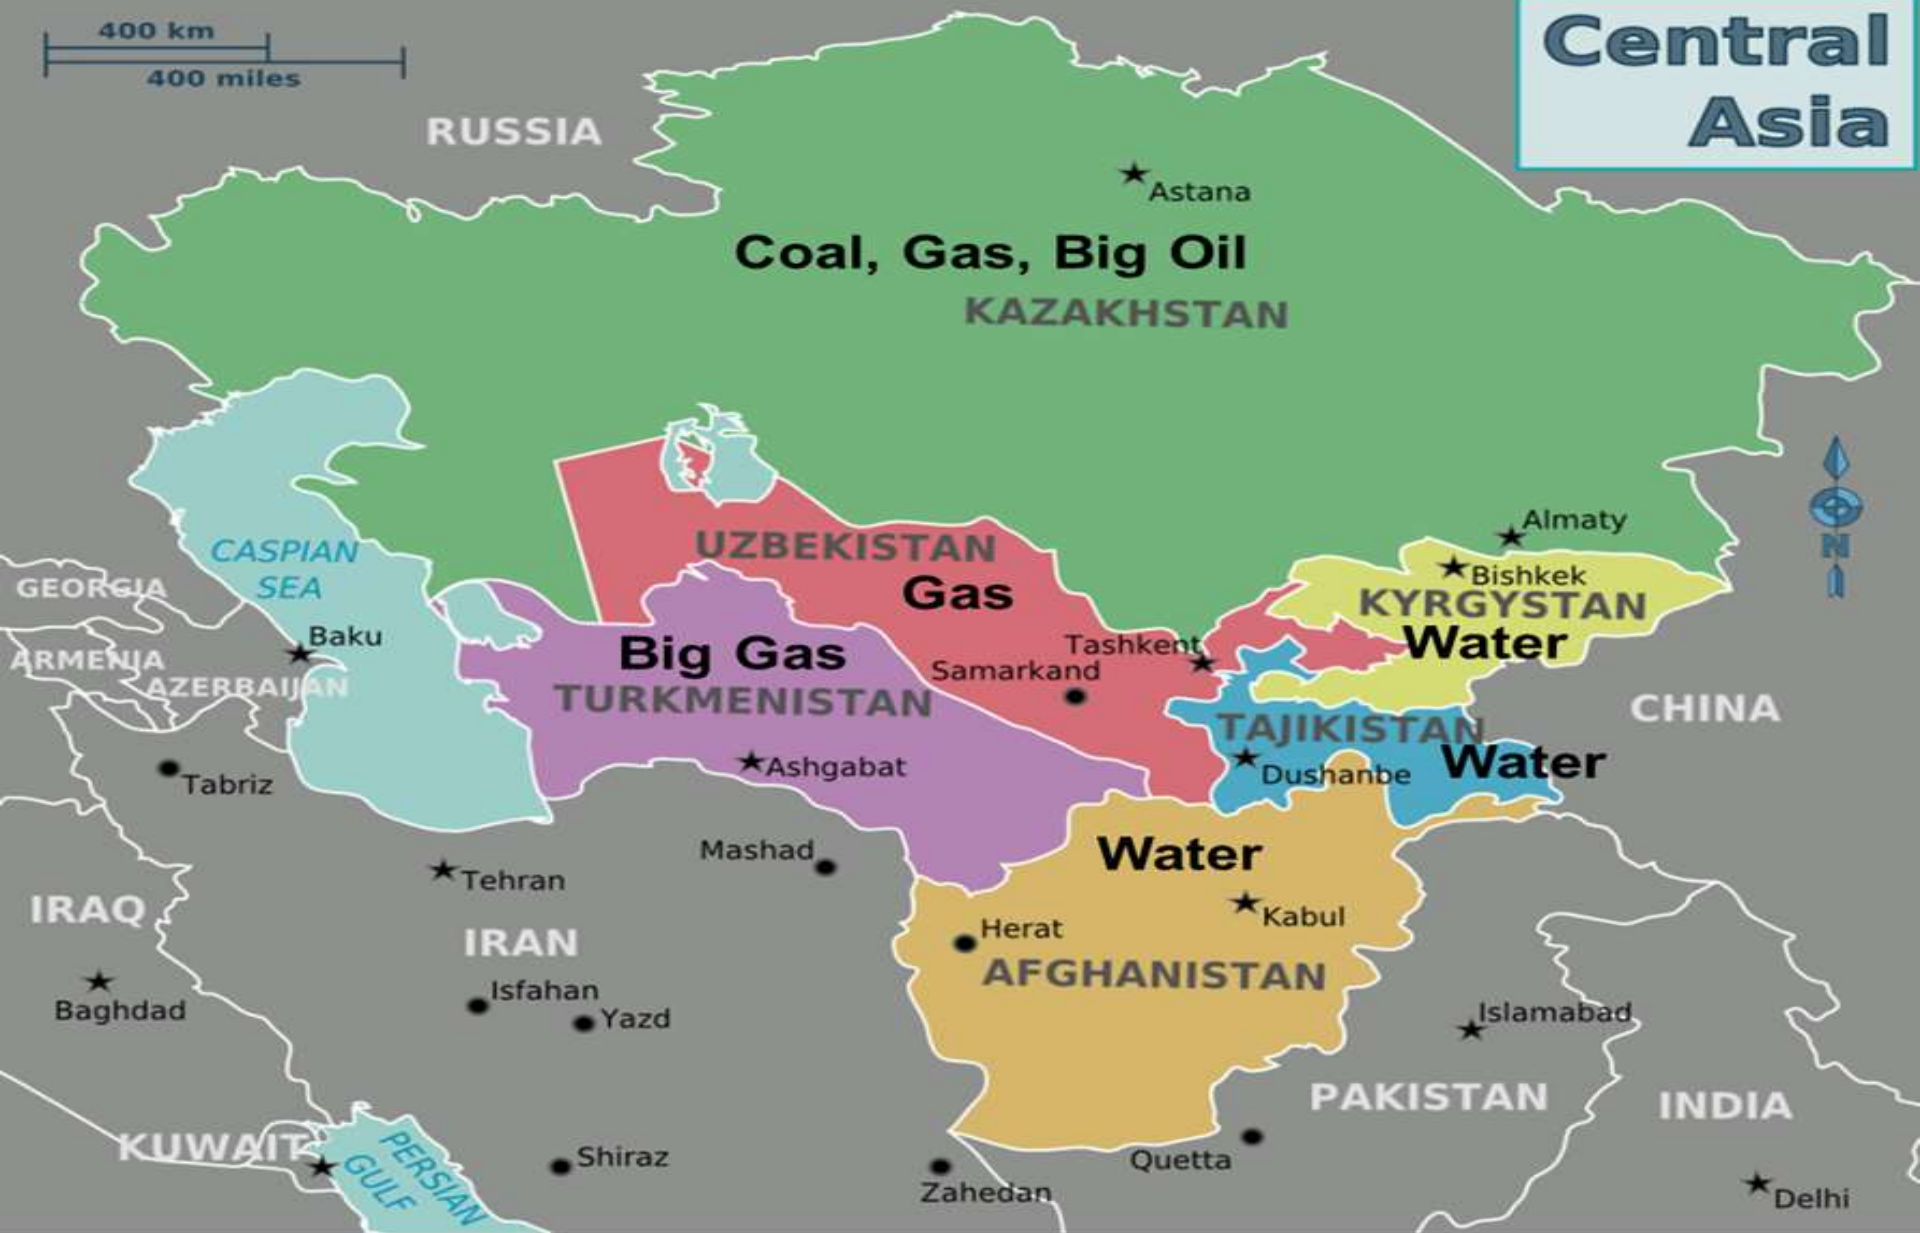 400 km
400 miles
Central
Asia
RUSSIA
Astana
Coal, Gas, Big Oil
KAZAKHSTAN
Almaty
CASPIAN
SEA
UZBEKISTAN
Gas
Bishkek
KYRGYSTAN
Water
GEORGIA
Baku
ARMENIA
AZERBAIJAN
Big Gas
TURKMENISTAN
Tashkent
Samarkand
CHINA
TAJIKISTAN
Water
Dushanbe
Ashgabat
Tabriz
Mashad
Water
Tehran
Kabul
IRAQ
IRAN
Herat
AFGHANISTAN
Baghdad
Isfahan
Yazd
Islamabad
PAKISTAN
INDIA
KUWAIT
PERSIAN
GULF
Shiraz
Quetta
Zahedan
Delhi
N